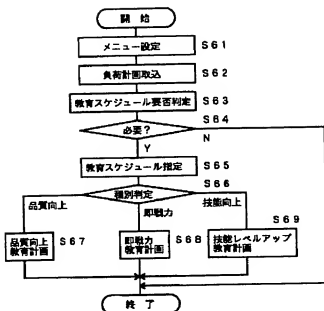 開始
メニュー設定 S61
負荷計画取込 S62
教育スケジュール要否判定 S63
必要? S64
N
Y
教育スケジュール指定 S65
種別判定 S66
品質向上 即戦力 技能向上
品質向上教育計画 S67
即戦力教育計画 S68
技能レベルアップ教育計画 S69
終了